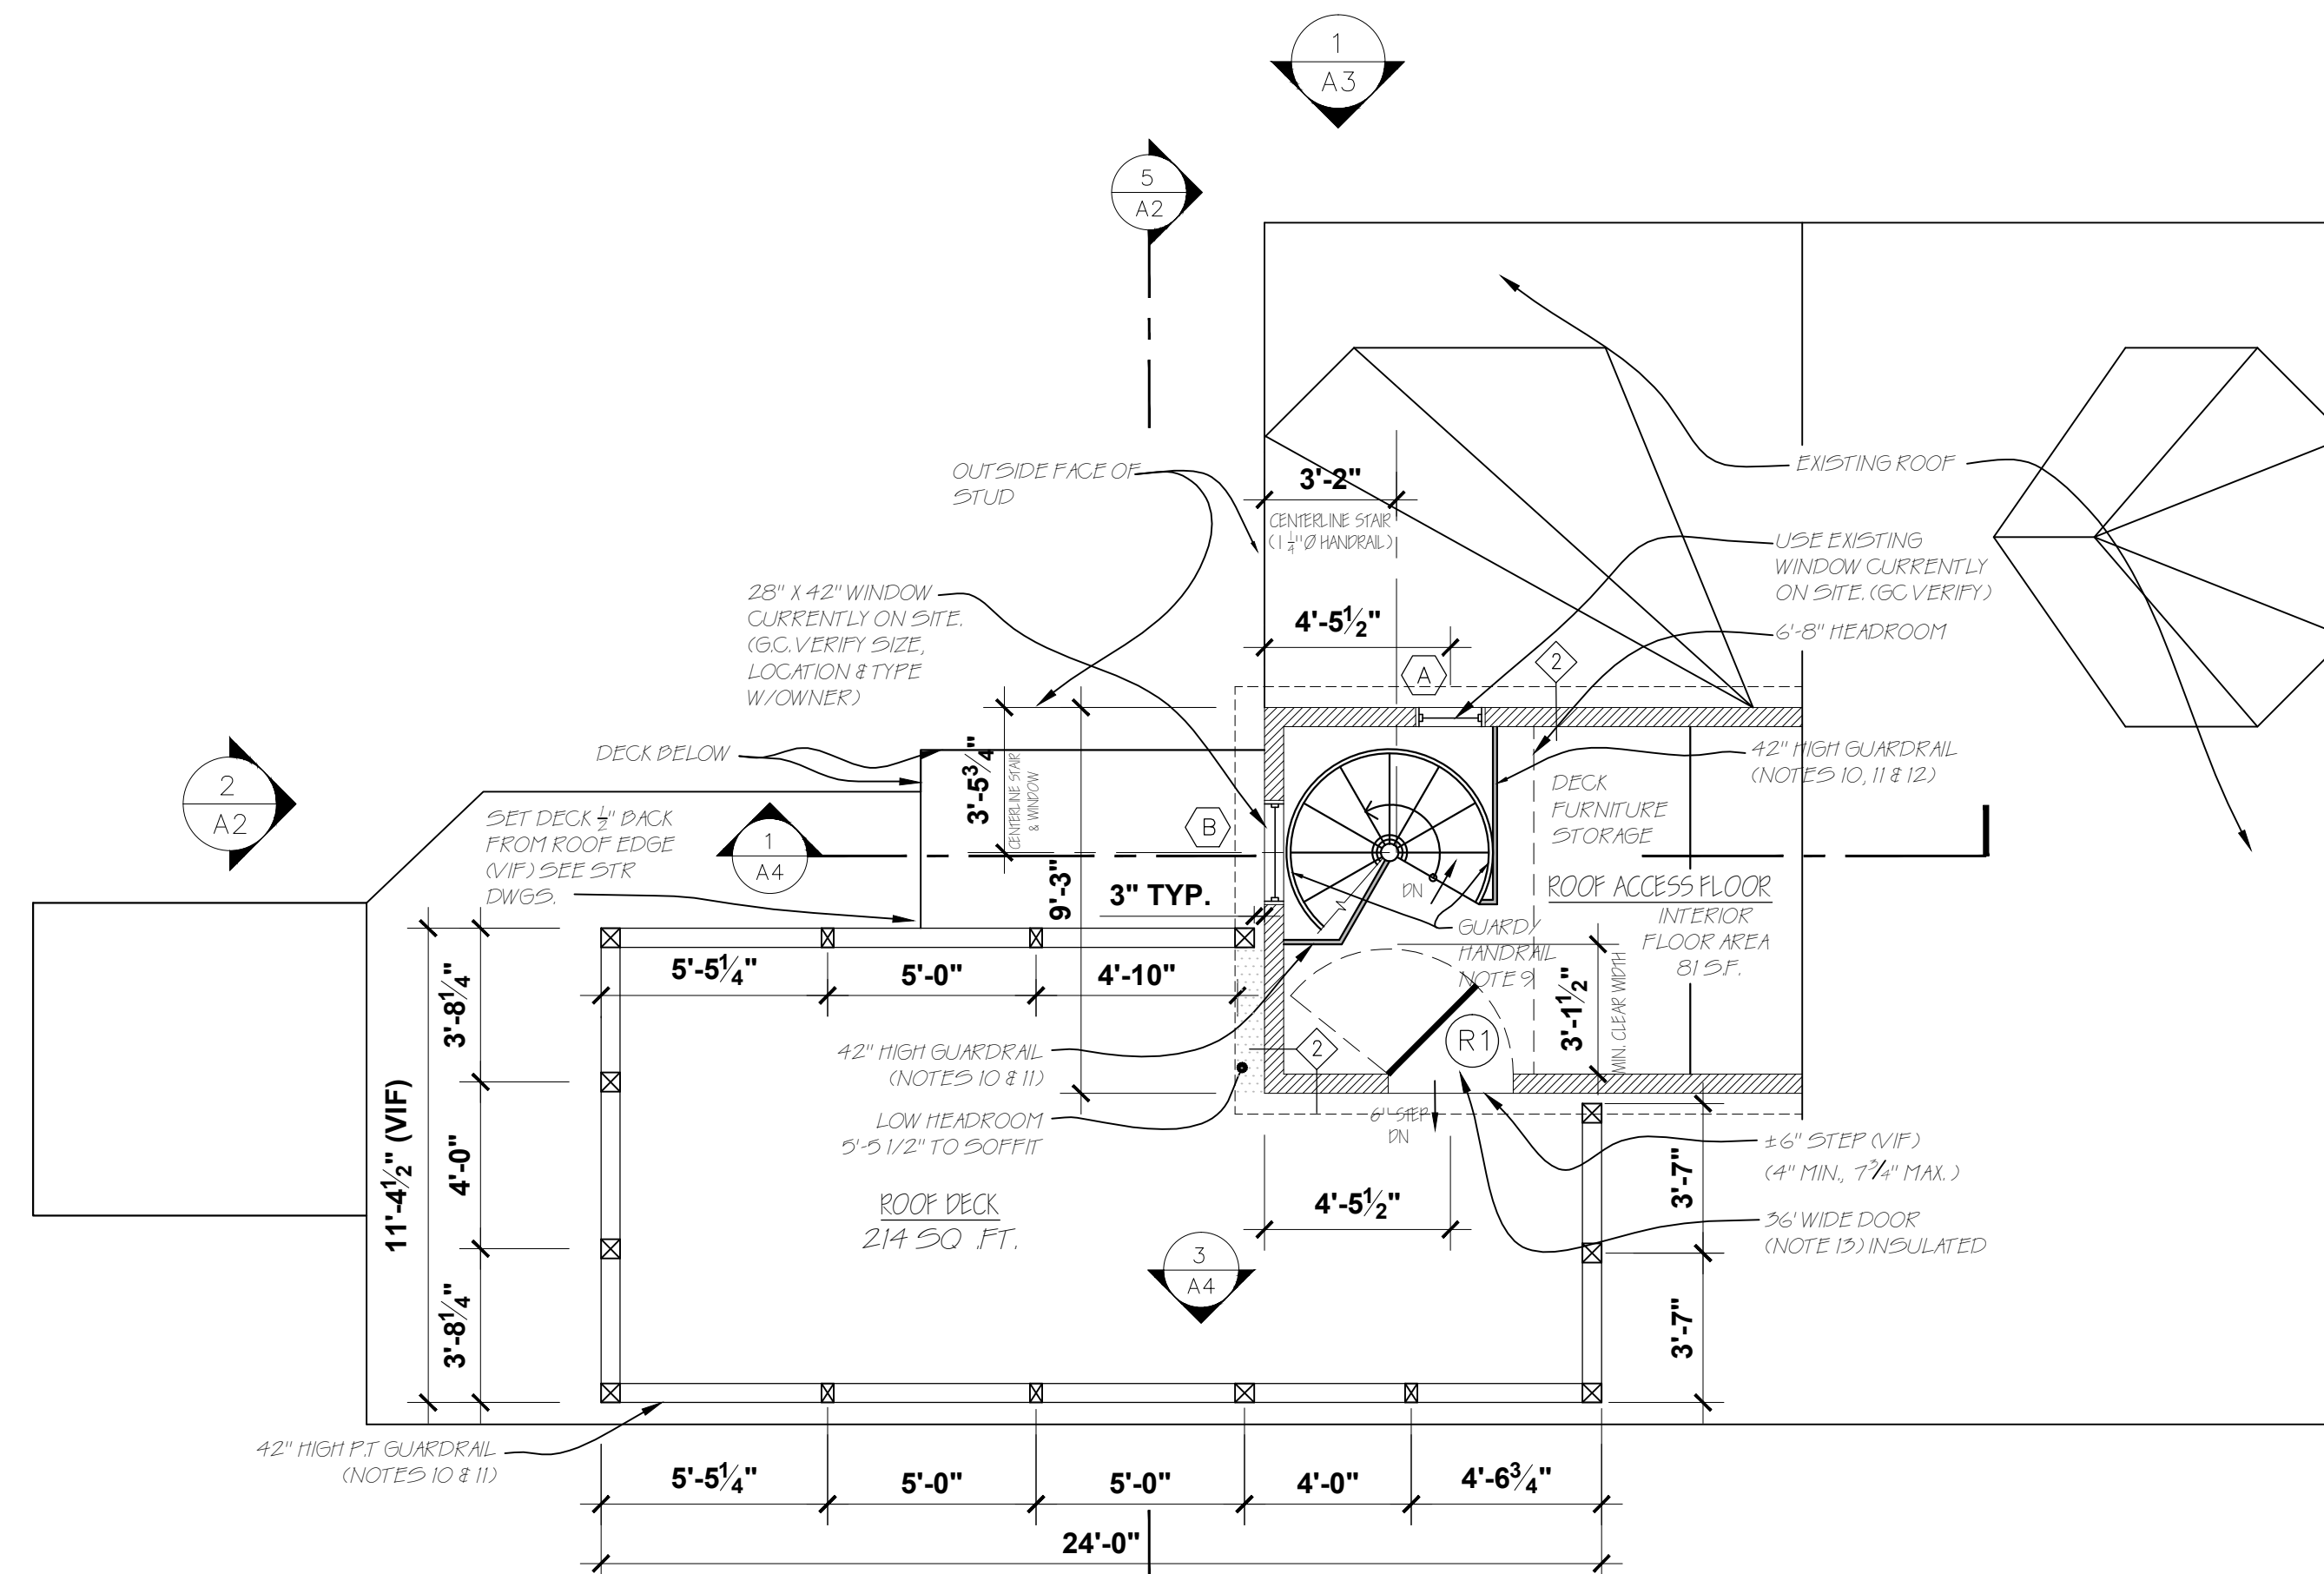 1
A3
5
A2
OUTSIDE FACE OF
STUD
3'-2"
CENTERLINE STAIR
(1 1/4"Ø HANDRAIL)
EXISTING ROOF
USE EXISTING
WINDOW CURRENTLY
ON SITE. (GC VERIFY)
6'-8" HEADROOM
28" X 42" WINDOW
CURRENTLY ON SITE.
(G.C. VERIFY SIZE,
LOCATION & TYPE
W/OWNER)
4'-5 1/2"
A
2
DECK BELOW
3'-5 3/4"
CENTERLINE STAIR
& WINDOW
42" HIGH GUARDRAIL
(NOTES 10, 11 & 12)
2
A2
SET DECK 1/2" BACK
FROM ROOF EDGE
(VIF) SEE STR
DWGS.
1
A4
B
DECK
FURNITURE
STORAGE
9'-3"
3" TYP.
DN
ROOF ACCESS FLOOR
INTERIOR
FLOOR AREA
81 S.F.
GUARD/
HANDRAIL
NOTE 9
5'-5 1/4"
5'-0"
4'-10"
3'-8 1/4"
4'-0"
3'-8 1/4"
11'-4 1/2" (VIF)
3'-1 1/2"
MIN. CLEAR WIDTH
R1
2
42" HIGH GUARDRAIL
(NOTES 10 & 11)
LOW HEADROOM
5'-5 1/2" TO SOFFIT
6" STEP
DN
±6" STEP (VIF)
(4" MIN., 7 3/4" MAX. )
3'-7"
3'-7"
ROOF DECK
214 SQ .FT.
4'-5 1/2"
36' WIDE DOOR
(NOTE 13) INSULATED
3
A4
42" HIGH P.T GUARDRAIL
(NOTES 10 & 11)
5'-5 1/4"
5'-0"
5'-0"
4'-0"
4'-6 3/4"
24'-0"